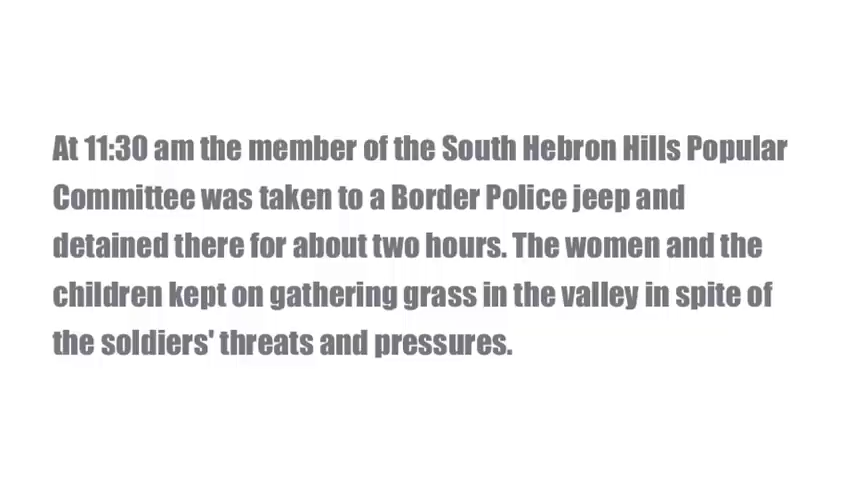 At 11:30 am the member of the South Hebron Hills Popular
Committee was taken to a Border Police jeep and
detained there for about two hours. The women and the
children kept on gathering grass in the valley in spite of
the soldiers' threats and pressures.